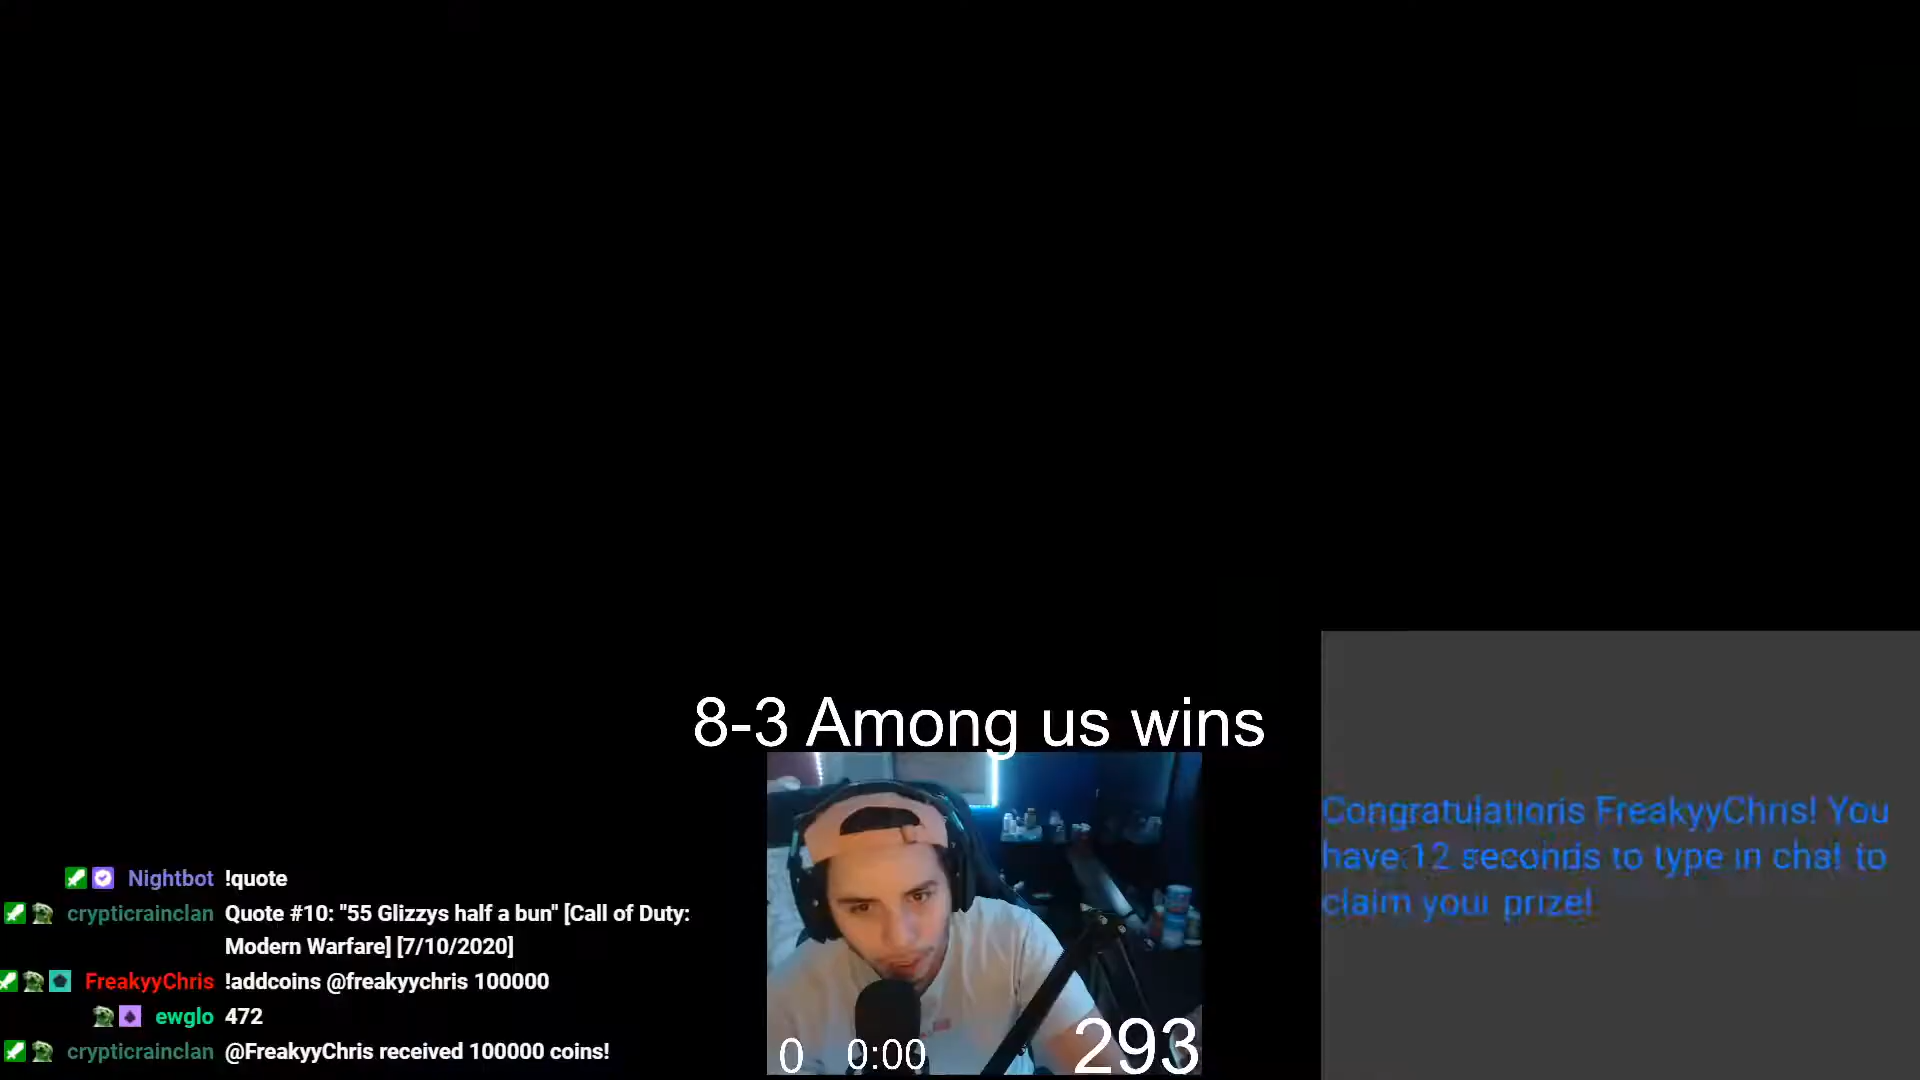 8-3 Among us wins
Congratulations FreakyyChris! You
have 12 seconds to type in chat to
claim your prize!
Nightbot !quote
crypticrainclan Quote #10: "55 Glizzys half a bun" [Call of Duty:
Modern Warfare] [7/10/2020]
FreakyyChris !addcoins @freakyychris 100000
ewglo 472
crypticrainclan @FreakyyChris received 100000 coins!
0 0:00 293